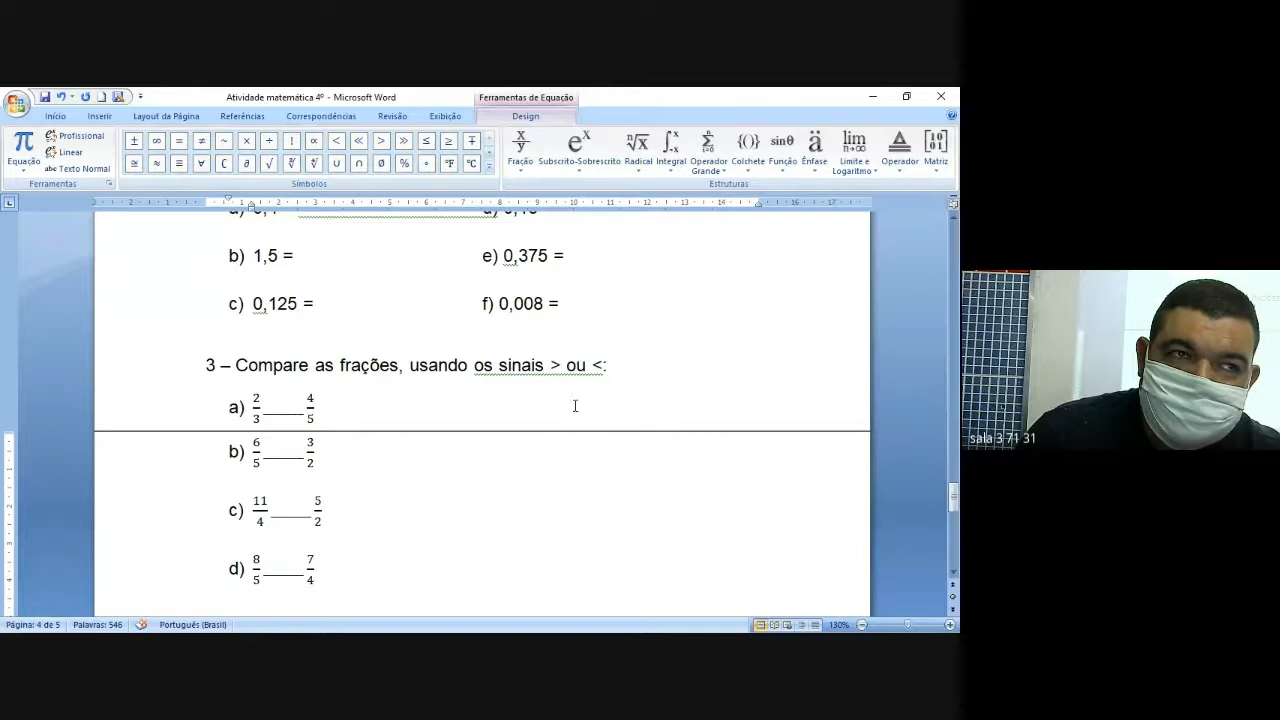 Atividade matemática 4º - Microsoft Word
Ferramentas de Equação
Início Inserir Layout da Página Referências Correspondências Revisão Exibição Design
π Equação
Profissional
Linear
abc Texto Normal
Ferramentas
± ∞ = ≠ ~ × ÷ ! ∝ < ≪ > ≫ ≤ ≥ ∓
≅ ≈ ≡ ∀ ∁ ∂ √ ∛ ∜ ∪ ∩ ∅ % ° °F °C
Símbolos
Fração Subscrito-Sobrescrito Radical Integral Operador Grande Colchete Função Ênfase Limite e Logaritmo Operador Matriz
Estruturas
b) 1,5 = e) 0,375 =
c) 0,125 = f) 0,008 =
3 – Compare as frações, usando os sinais > ou <:
a) 2/3 ____ 4/5
b) 6/5 ____ 3/2
c) 11/4 ____ 5/2
d) 8/5 ____ 7/4
Página: 4 de 5 Palavras: 546 Português (Brasil) 130%
sala 3 71 31